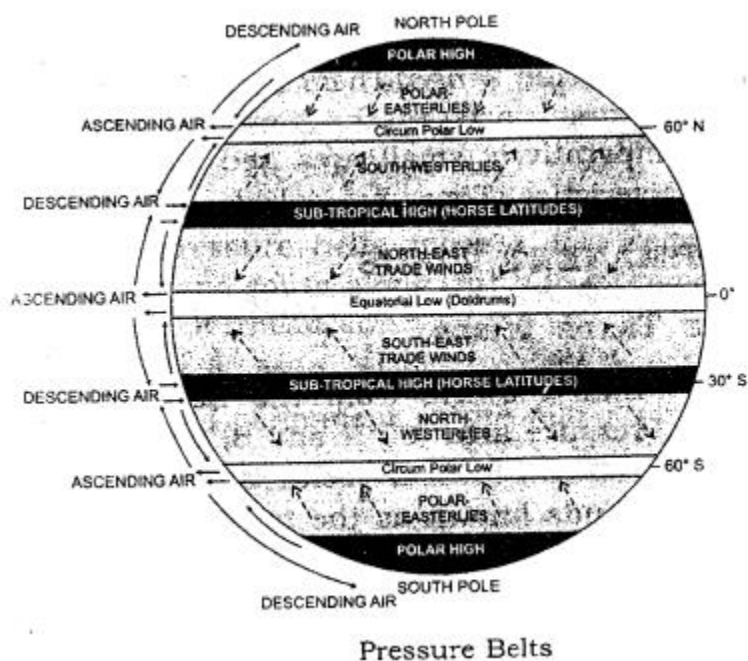 DESCENDING AIR
NORTH POLE
POLAR HIGH
POLAR-
EASTERLIES
ASCENDING AIR
Circum Polar Low
60° N
SOUTH-WESTERLIES
DESCENDING AIR
SUB-TROPICAL HIGH (HORSE LATITUDES)
NORTH-EAST
TRADE WINDS
ASCENDING AIR
Equatorial Low (Doldrums)
0°
SOUTH-EAST
TRADE WINDS
DESCENDING AIR
SUB-TROPICAL HIGH (HORSE LATITUDES)
30° S
NORTH-
WESTERLIES
Circum Polar Low
60° S
ASCENDING AIR
POLAR-
EASTERLIES
POLAR HIGH
DESCENDING AIR
SOUTH POLE
Pressure Belts